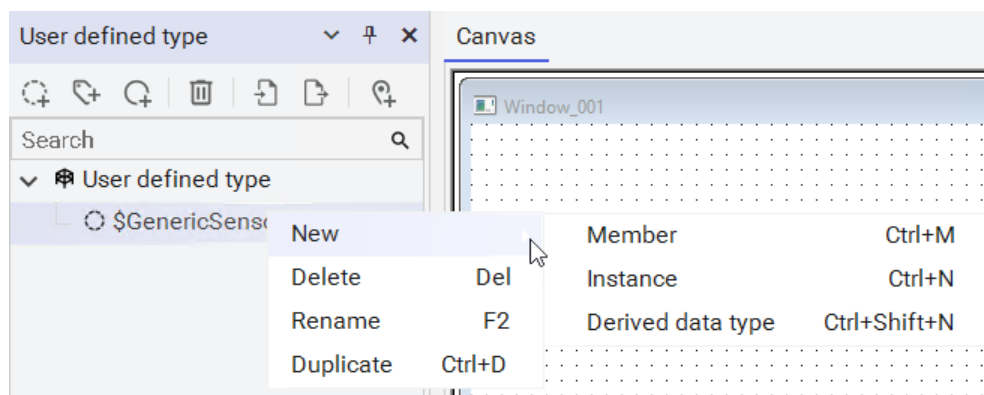 User defined type
Canvas
Window_001
Search
User defined type
New
Member Ctrl+M
Delete Del
Instance Ctrl+N
Rename F2
Derived data type Ctrl+Shift+N
Duplicate Ctrl+D